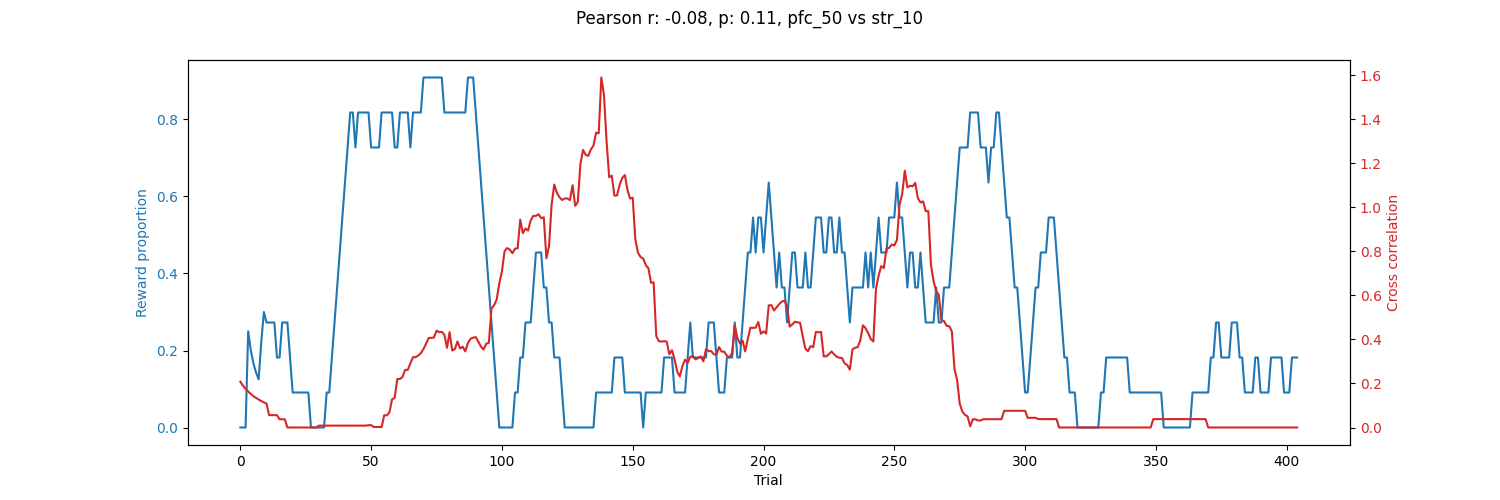 Pearson r: -0.08, p: 0.11, pfc_50 vs str_10
Reward proportion
0.8
0.6
0.4
0.2
0.0
1.6
1.4
1.2
1.0
0.8
0.6
0.4
0.2
0.0
Cross correlation
0 50 100 150 200 250 300 350 400
Trial